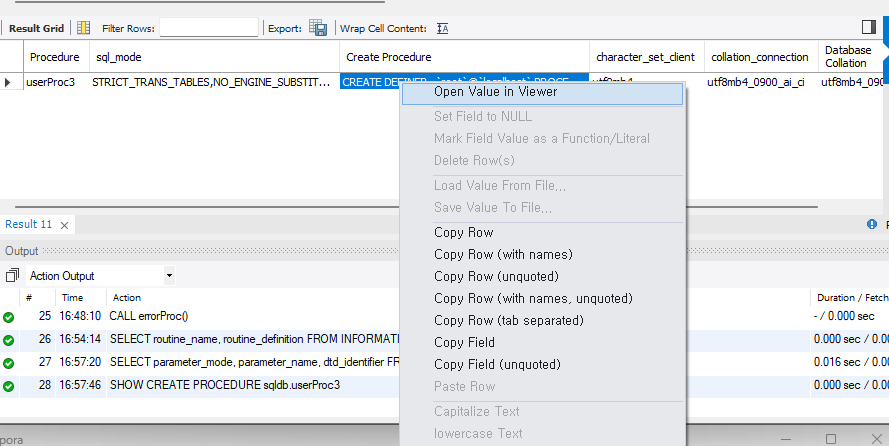 Result Grid Filter Rows: Export: Wrap Cell Content:
Procedure sql_mode Create Procedure character_set_client collation_connection Database Collation
userProc3 STRICT_TRANS_TABLES,NO_ENGINE_SUBSTIT... utf8mb4_0900_ai_ci utf8mb4_090
Open Value in Viewer
Set Field to NULL
Mark Field Value as a Function/Literal
Delete Row(s)
Load Value From File...
Save Value To File...
Copy Row
Copy Row (with names)
Copy Row (unquoted)
Copy Row (with names, unquoted)
Copy Row (tab separated)
Copy Field
Copy Field (unquoted)
Paste Row
Capitalize Text
lowercase Text
Result 11
Output
Action Output
# Time Action Duration / Fetch
25 16:48:10 CALL errorProc() - / 0.000 sec
26 16:54:14 SELECT routine_name, routine_definition FROM INFORMATI 0.000 sec / 0.0
27 16:57:20 SELECT parameter_mode, parameter_name, dtd_identifier FR 0.016 sec / 0.0
28 16:57:46 SHOW CREATE PROCEDURE sqldb.userProc3 0.000 sec / 0.0
pora